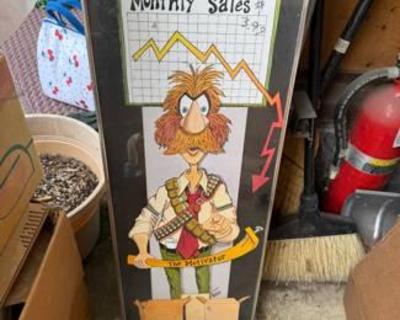 Monthly Sales
The Motivator